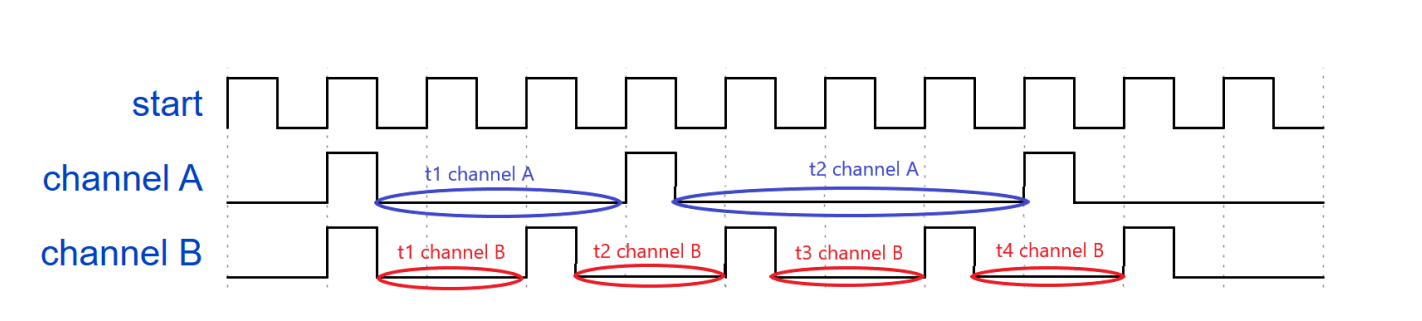 start
channel A
t1 channel A
t2 channel A
channel B
t1 channel B
t2 channel B
t3 channel B
t4 channel B